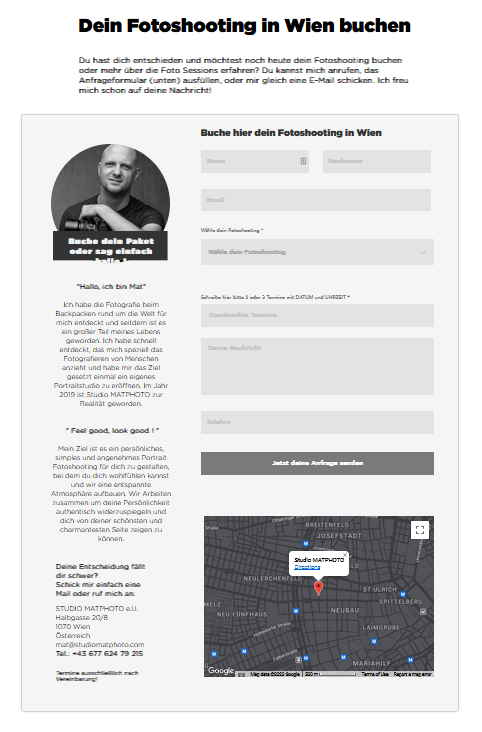 Dein Fotoshooting in Wien buchen
Du hast dich entschieden und möchtest noch heute dein Fotoshooting buchen
oder mehr über die Foto Sessions erfahren? Du kannst mich anrufen, das
Anfrageformular (unten) ausfüllen, oder mir gleich eine E-Mail schicken. Ich freu
mich schon auf deine Nachricht!
Buche dein Paket
oder sag einfach
hallo !
"Hallo, ich bin Mat"
Ich habe die Fotografie beim
Backpacken rund um die Welt für
mich entdeckt und seitdem ist es
ein großer Teil meines Lebens
geworden. Ich habe schnell
entdeckt, das mich speziell das
Fotografieren von Menschen
anzieht und habe mir das Ziel
gesetzt einmal ein eigenes
Portraitstudio zu eröffnen. Im Jahr
2019 ist Studio MATPHOTO zur
Realität geworden.
" Feel good, look good ! "
Mein Ziel ist es ein persönliches,
simples und angenehmes Portrait
Fotoshooting für dich zu gestalten,
bei dem du dich wohlfühlen kannst
und wir eine entspannte
Atmosphäre aufbauen. Wir Arbeiten
zusammen um deine Persönlichkeit
authentisch widerzuspiegeln und
dich von deiner schönsten und
charmantesten Seite zeigen zu
können.
Deine Entscheidung fällt
dir schwer?
Schick mir einfach eine
Mail oder ruf mich an:
STUDIO MATPHOTO e.U.
Halbgasse 20/8
1070 Wien
Österreich
mat@studiomatphoto.com
Tel.: +43 677 624 79 215
Termine ausschließlich nach
Vereinbarung!
Buche hier dein Fotoshooting in Wien
Name
Nachname
Email
Wähle dein Fotoshooting *
Wähle dein Fotoshooting
Schreibe hier bitte 2 oder 3 Termine mit DATUM und UHRZEIT *
Gewünschte Termine
Deine Nachricht
Telefon
Jetzt deine Anfrage senden
BREITENFELD
JOSEFSTADT
Studio MATPHOTO
Directions
NEULERCHENFELD
ST ULRICH
SPITTELBERG
MELZ
NEU-FÜNFHAUS
NEUBAU
LAIMGRUBE
MARIAHILF
Google
Map data ©2023 Google
500 m
Terms of Use
Report a map error